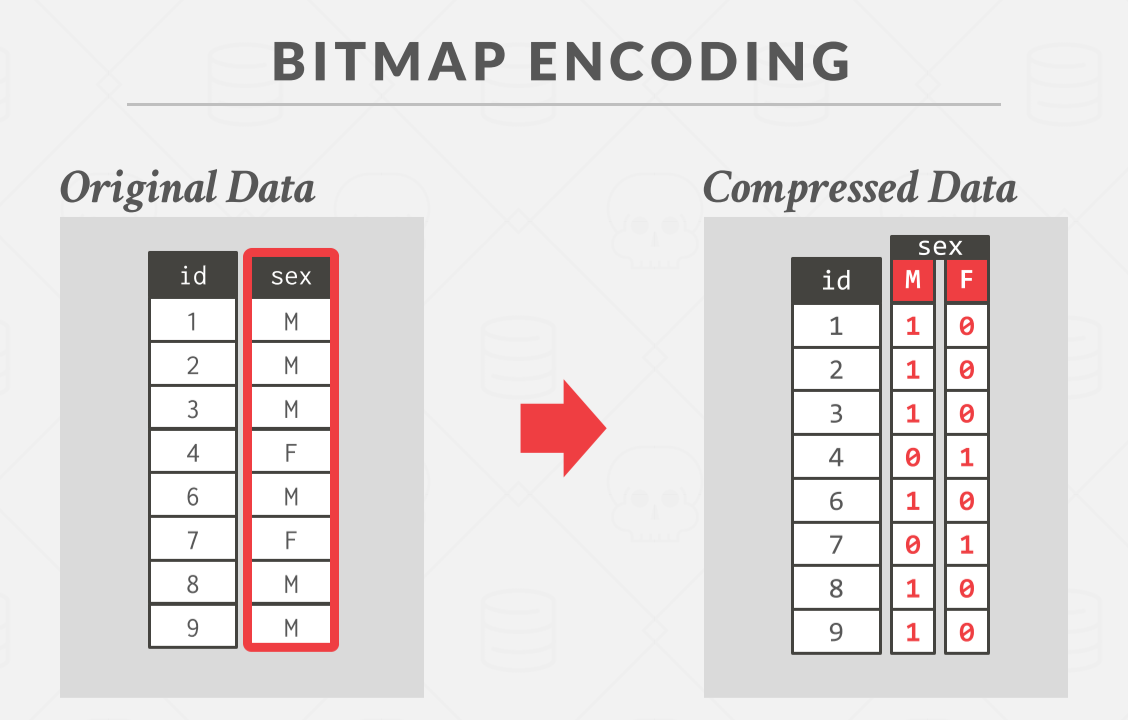 BITMAP ENCODING
Original Data
id sex
1 M
2 M
3 M
4 F
6 M
7 F
8 M
9 M
Compressed Data
sex
id M F
1 1 0
2 1 0
3 1 0
4 0 1
6 1 0
7 0 1
8 1 0
9 1 0